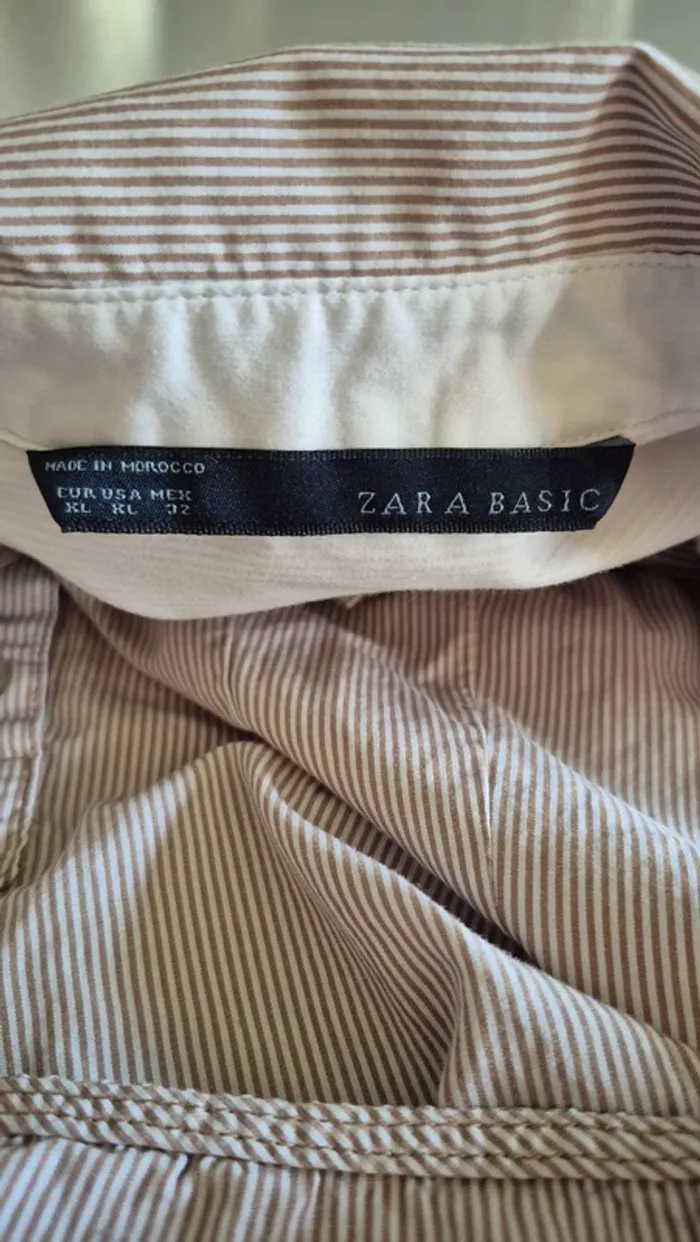 MADE IN MOROCCO
EUR USA MEX
XL XL 32
ZARA BASIC